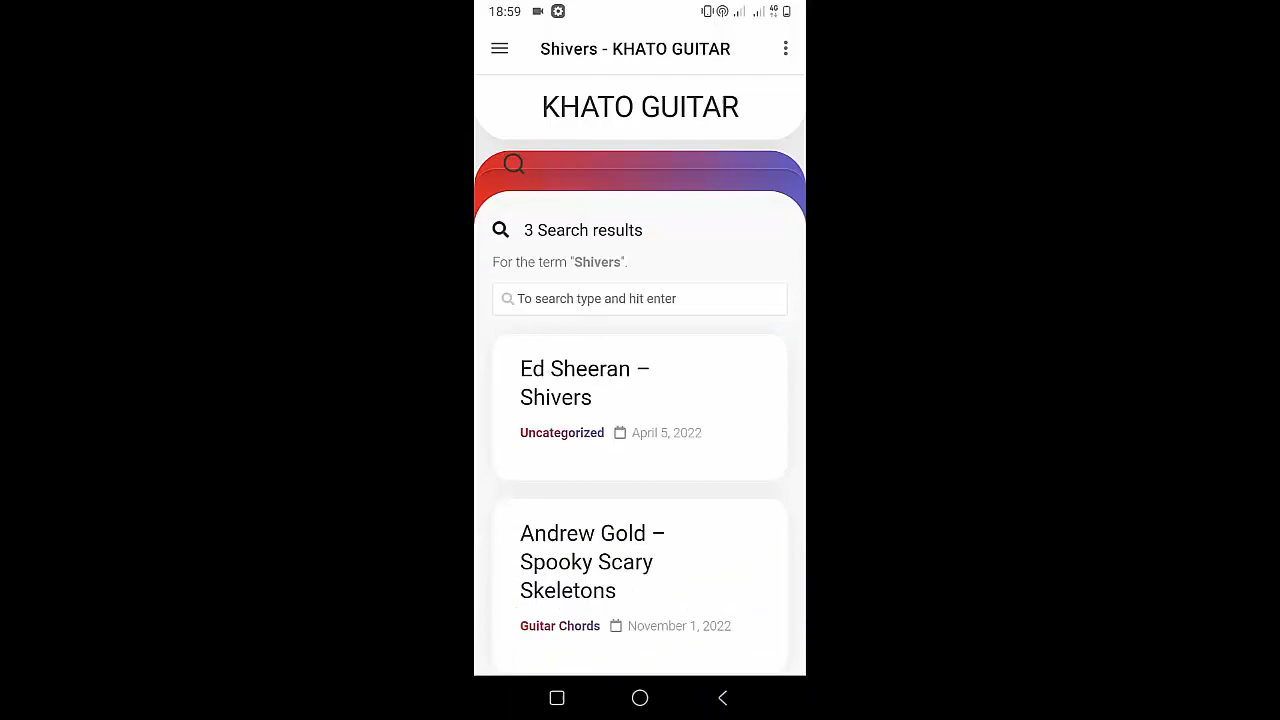 18:59
4G
Shivers - KHATO GUITAR
KHATO GUITAR
3 Search results
For the term "Shivers".
To search type and hit enter
Ed Sheeran –
Shivers
Uncategorized April 5, 2022
Andrew Gold –
Spooky Scary
Skeletons
Guitar Chords November 1, 2022